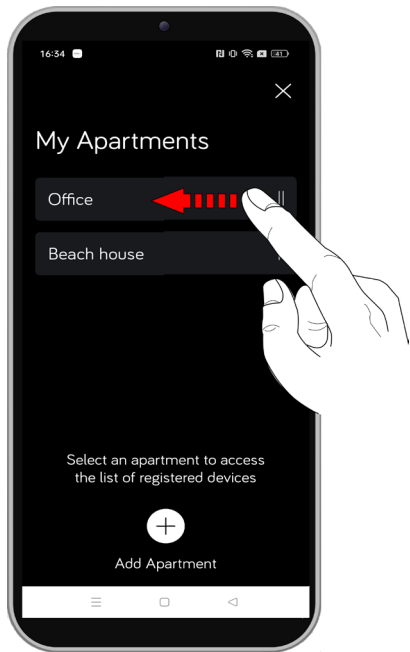 16:34
41
My Apartments
Office
Beach house
Select an apartment to access
the list of registered devices
Add Apartment